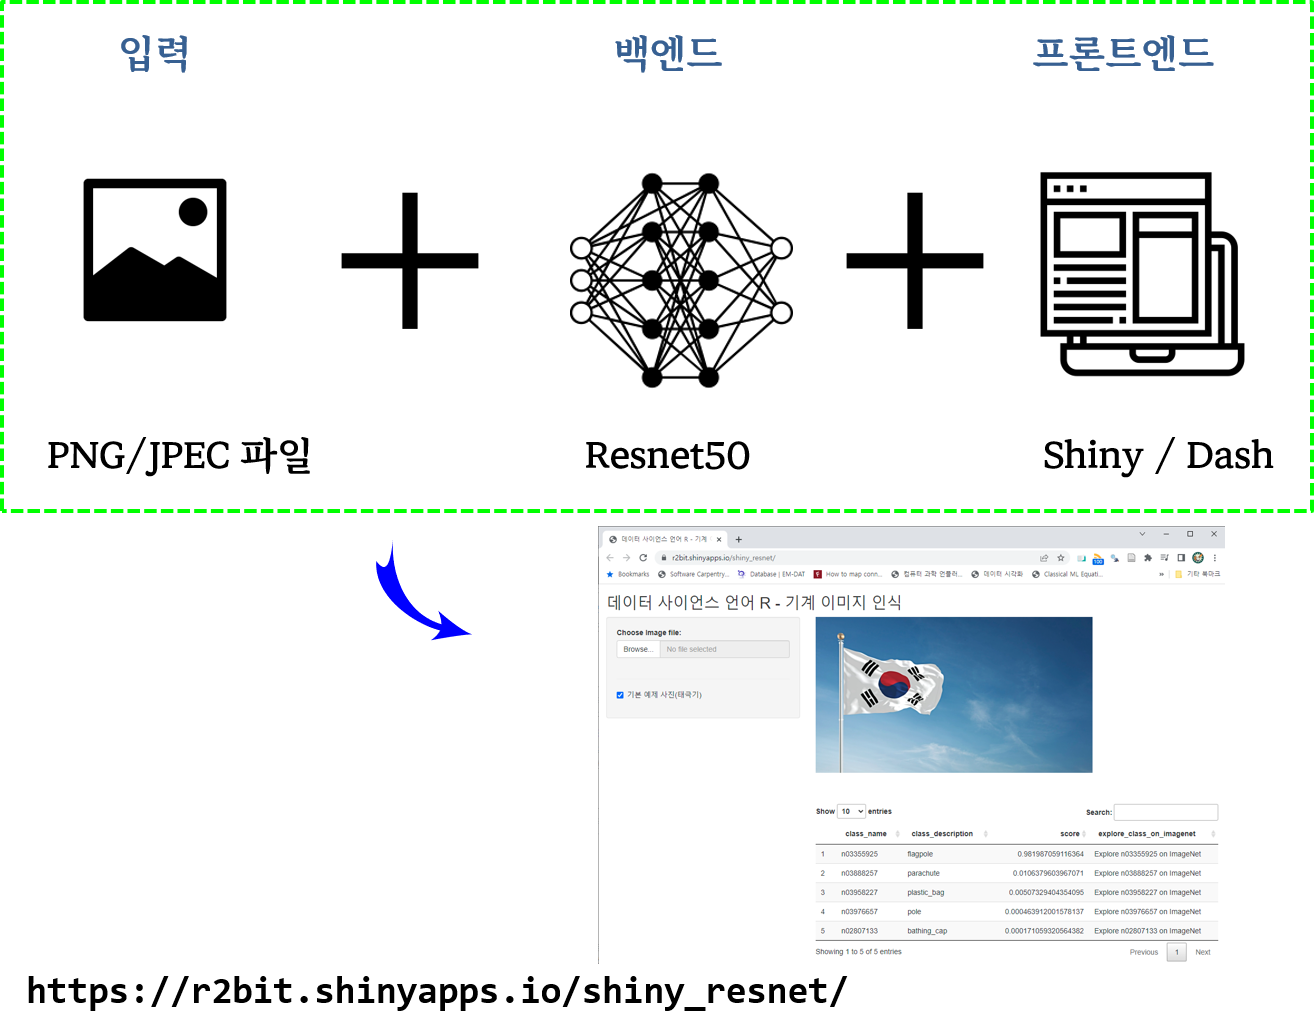 입력 백엔드 프론트엔드
PNG/JPEC 파일 Resnet50 Shiny / Dash
데이터 사이언스 언어 R - 기계
r2bit.shinyapps.io/shiny_resnet/
100
Bookmarks Software Carpentry... Database | EM-DAT How to map conn... 컴퓨터 과학 언플러... 데이터 시각화 Classical ML Equati... » 기타 북마크
데이터 사이언스 언어 R - 기계 이미지 인식
Choose image file:
Browse... No file selected
기본 예제 사진(태극기)
Show 10 entries Search:
class_name class_description score explore_class_on_imagenet
1 n03355925 flagpole 0.981987059116364 Explore n03355925 on ImageNet
2 n03888257 parachute 0.0106379603967071 Explore n03888257 on ImageNet
3 n03958227 plastic_bag 0.00507329404354095 Explore n03958227 on ImageNet
4 n03976657 pole 0.000463912001578137 Explore n03976657 on ImageNet
5 n02807133 bathing_cap 0.000171059320564382 Explore n02807133 on ImageNet
Showing 1 to 5 of 5 entries Previous 1 Next
https://r2bit.shinyapps.io/shiny_resnet/